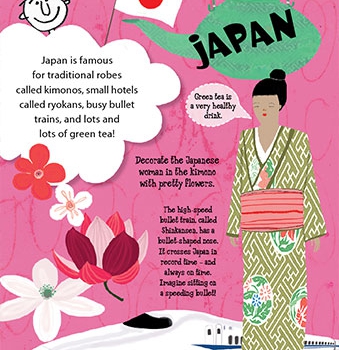 JAPAN
Japan is famous
for traditional robes
called kimonos, small hotels
called ryokans, busy bullet
trains, and lots and
lots of green tea!
Green tea is
a very healthy
drink.
Decorate the Japanese
woman in the kimono
with pretty flowers.
The high-speed
bullet train, called
Shinkansen, has a
bullet-shaped nose.
It crosses Japan in
record time – and
always on time.
Imagine sitting on
a speeding bullet!